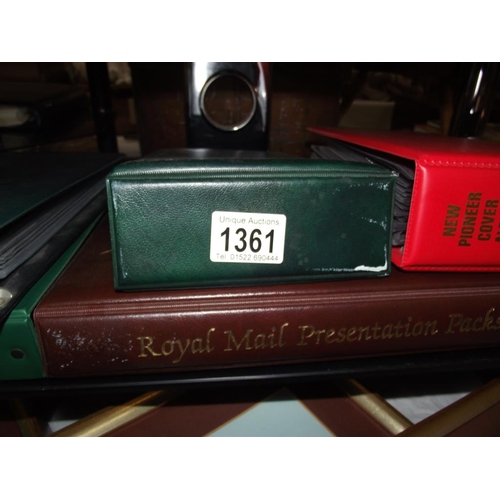 Unique Auctions
1361
Tel: 01522 690444
NEW
PIONEER
COVER
Royal Mail Presentation Packs